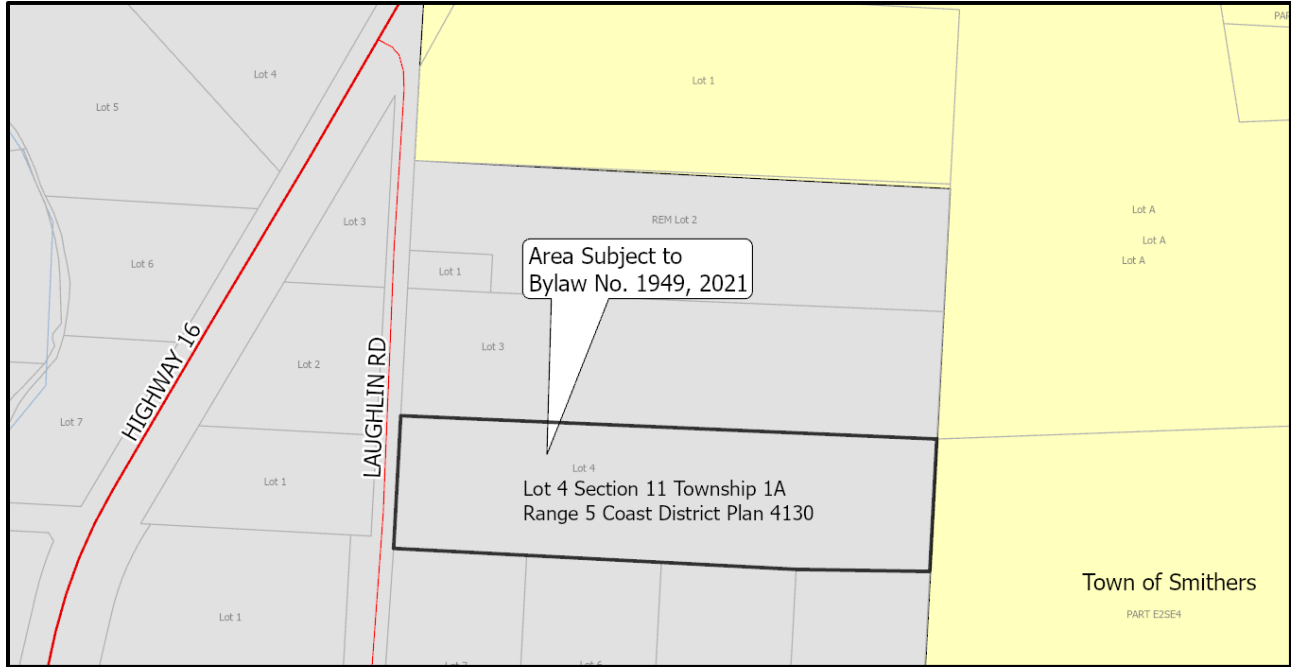 PA
Lot 4
Lot 1
Lot 5
Lot A
REM Lot 2
Lot 3
Lot A
Area Subject to
Bylaw No. 1949, 2021
Lot A
Lot 6
Lot 1
HIGHWAY 16
LAUGHLIN RD
Lot 3
Lot 2
Lot 7
Lot 4
Lot 1
Lot 4 Section 11 Township 1A
Range 5 Coast District Plan 4130
Town of Smithers
PART E2SE4
Lot 1
Lot 6